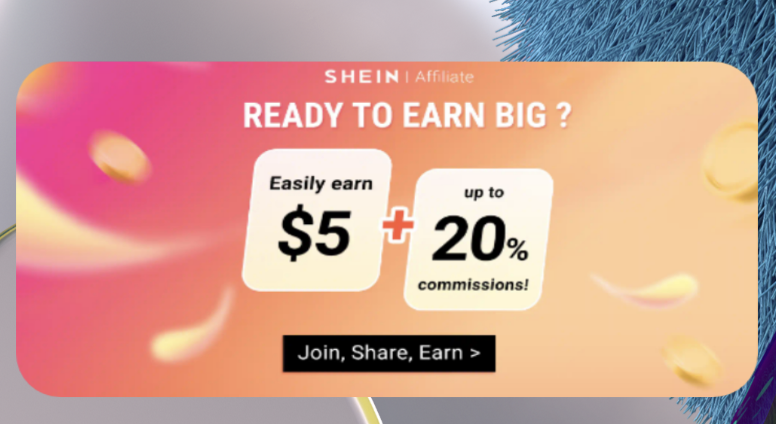 SHEIN | Affiliate
READY TO EARN BIG ?
Easily earn
$5
+
up to
20%
commissions!
Join, Share, Earn >